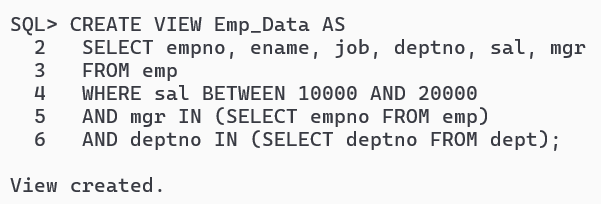 SQL> CREATE VIEW Emp_Data AS
  2   SELECT empno, ename, job, deptno, sal, mgr
  3   FROM emp
  4   WHERE sal BETWEEN 10000 AND 20000
  5   AND mgr IN (SELECT empno FROM emp)
  6   AND deptno IN (SELECT deptno FROM dept);
View created.